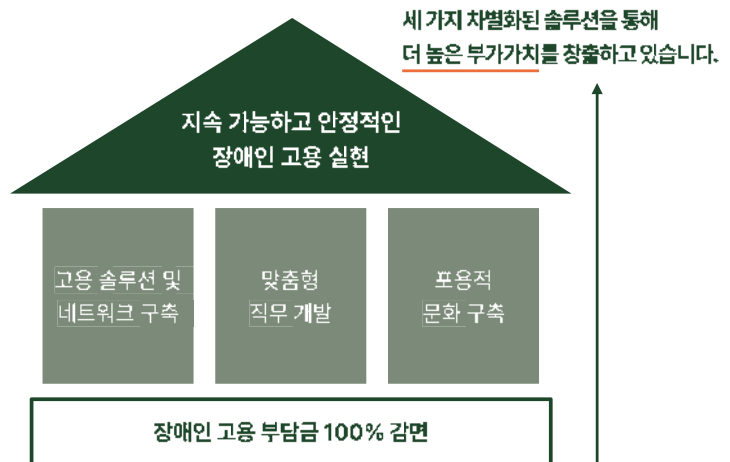 세 가지 차별화된 솔루션을 통해
더 높은 부가가치를 창출하고 있습니다.
지속 가능하고 안정적인
장애인 고용 실현
고용 솔루션 및
네트워크 구축
맞춤형
직무 개발
포용적
문화 구축
장애인 고용 부담금 100% 감면